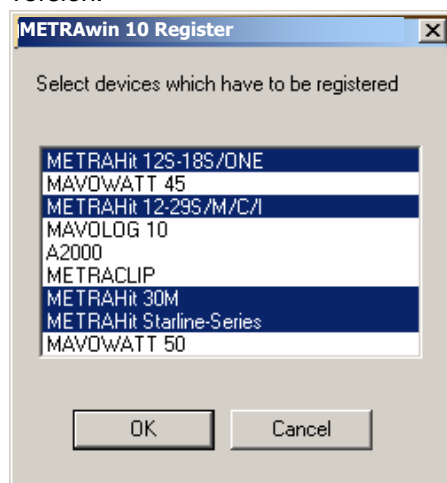 METRAwin 10 Register
Select devices which have to be registered
METRAHit 12S-18S/ONE
MAVOWATT 45
METRAHit 12-29S/M/C/I
MAVOLOG 10
A2000
METRACLIP
METRAHit 30M
METRAHit Starline-Series
MAVOWATT 50
OK Cancel